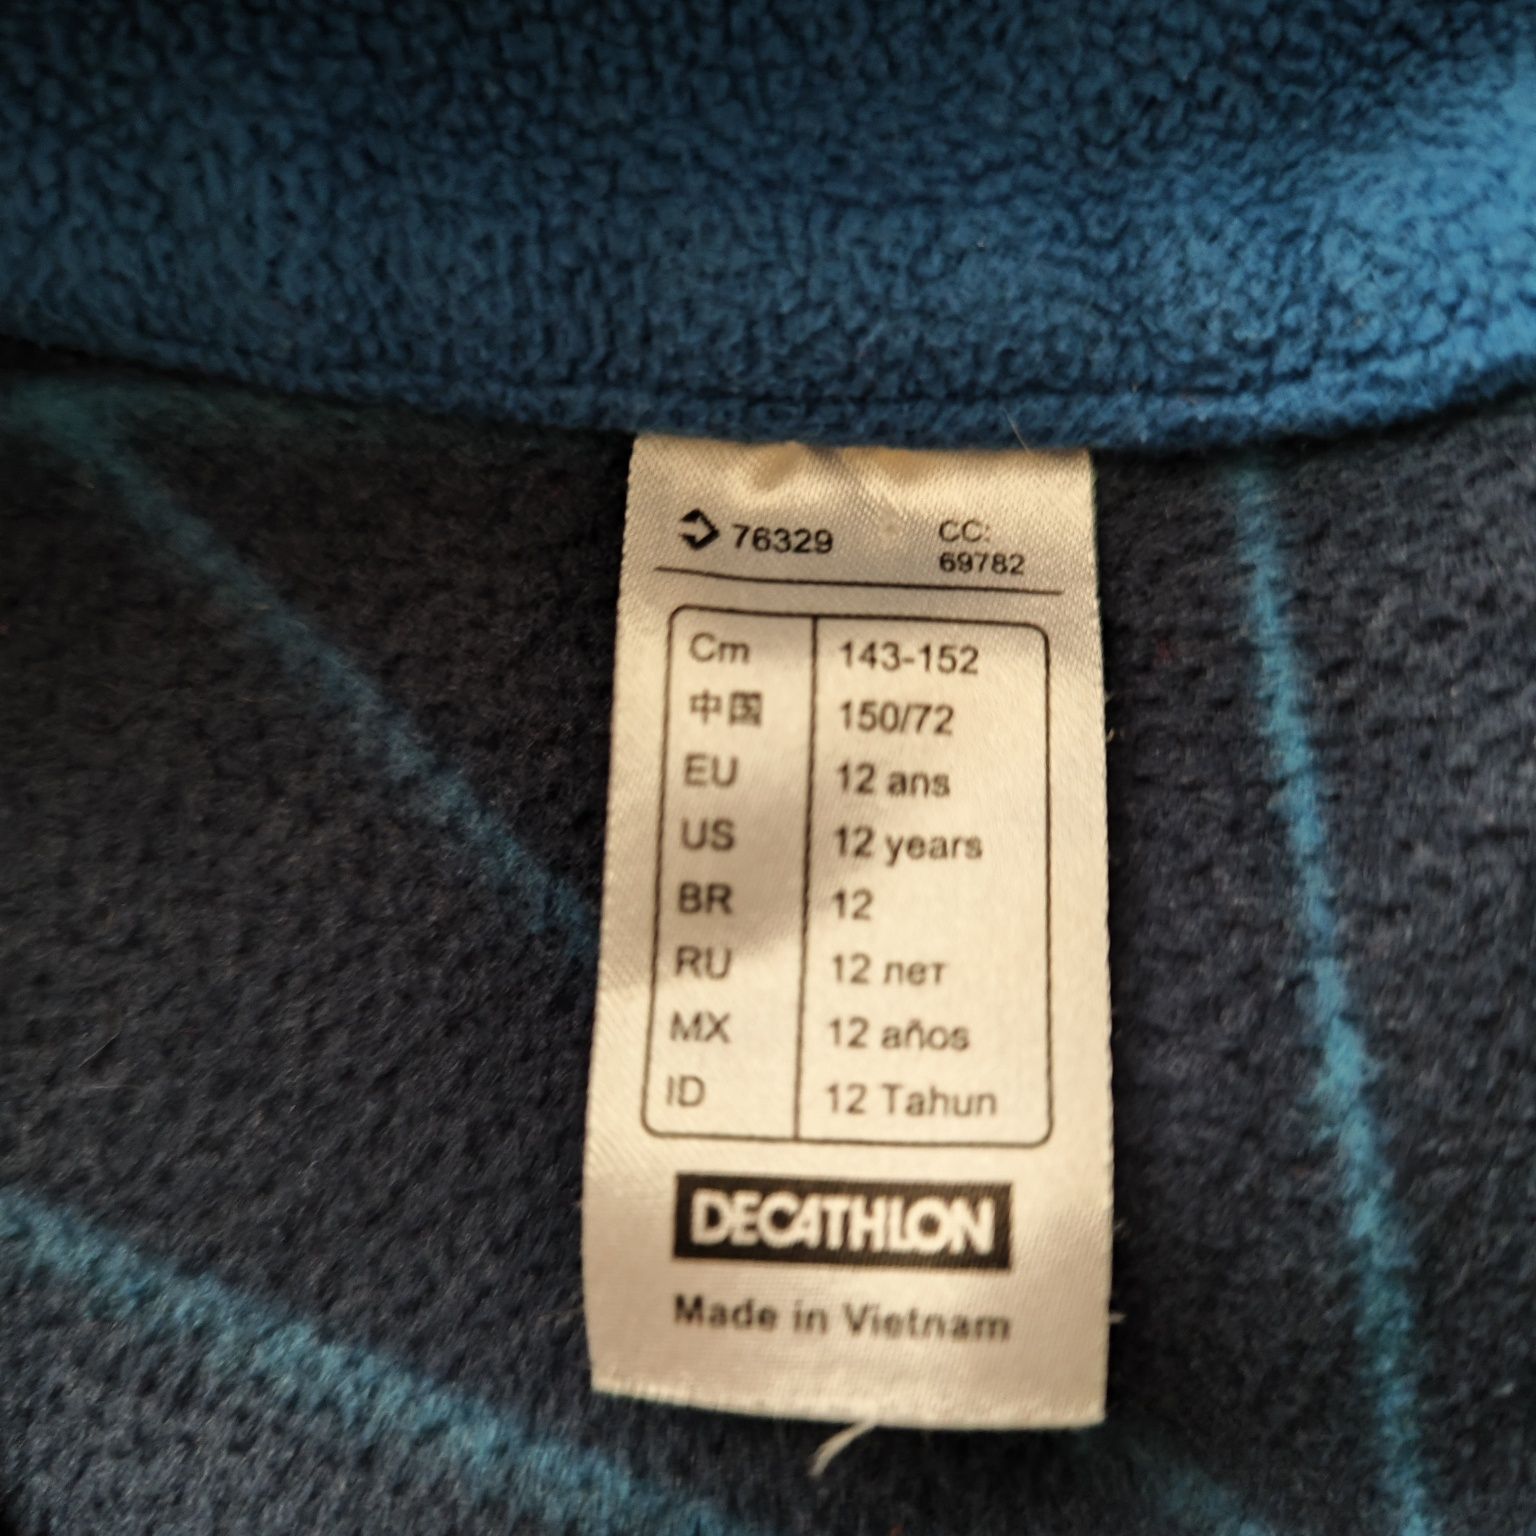 76329 CC:
69782
Cm 143-152
中国 150/72
EU 12 ans
US 12 years
BR 12
RU 12 лет
MX 12 años
ID 12 Tahun
DECATHLON
Made in Vietnam